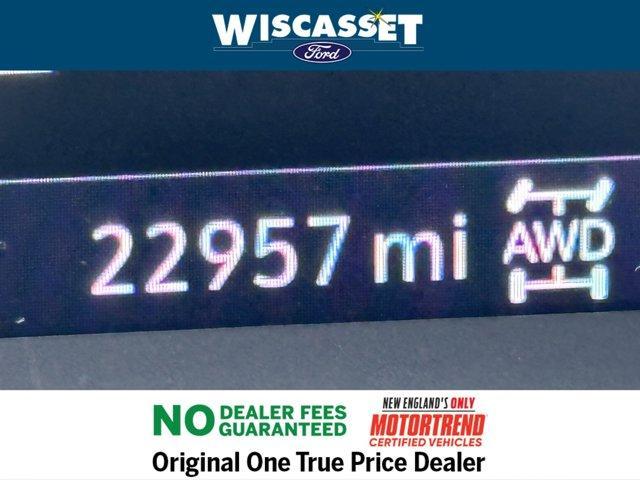 WISCASSET
Ford
22957 mi AWD
NO DEALER FEES
GUARANTEED
NEW ENGLAND'S ONLY
MOTORTREND
CERTIFIED VEHICLES
Original One True Price Dealer